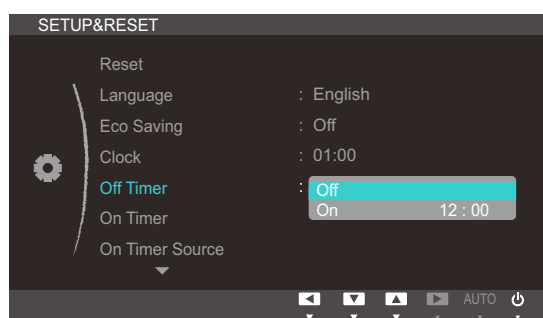 SETUP&RESET
Reset
Language : English
Eco Saving : Off
Clock : 01:00
Off Timer : Off
On 12 : 00
On Timer
On Timer Source
AUTO